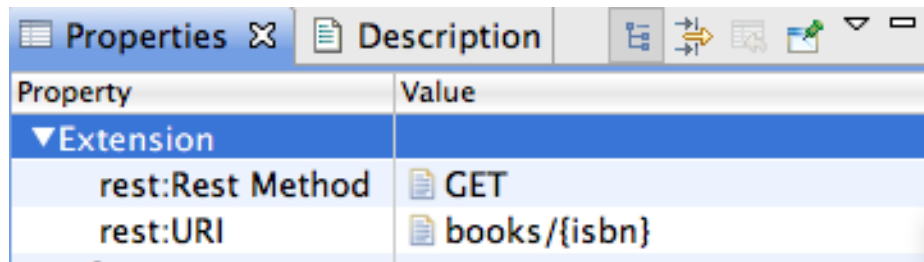 Properties Description
Property Value
Extension
rest:Rest Method GET
rest:URI books/{isbn}